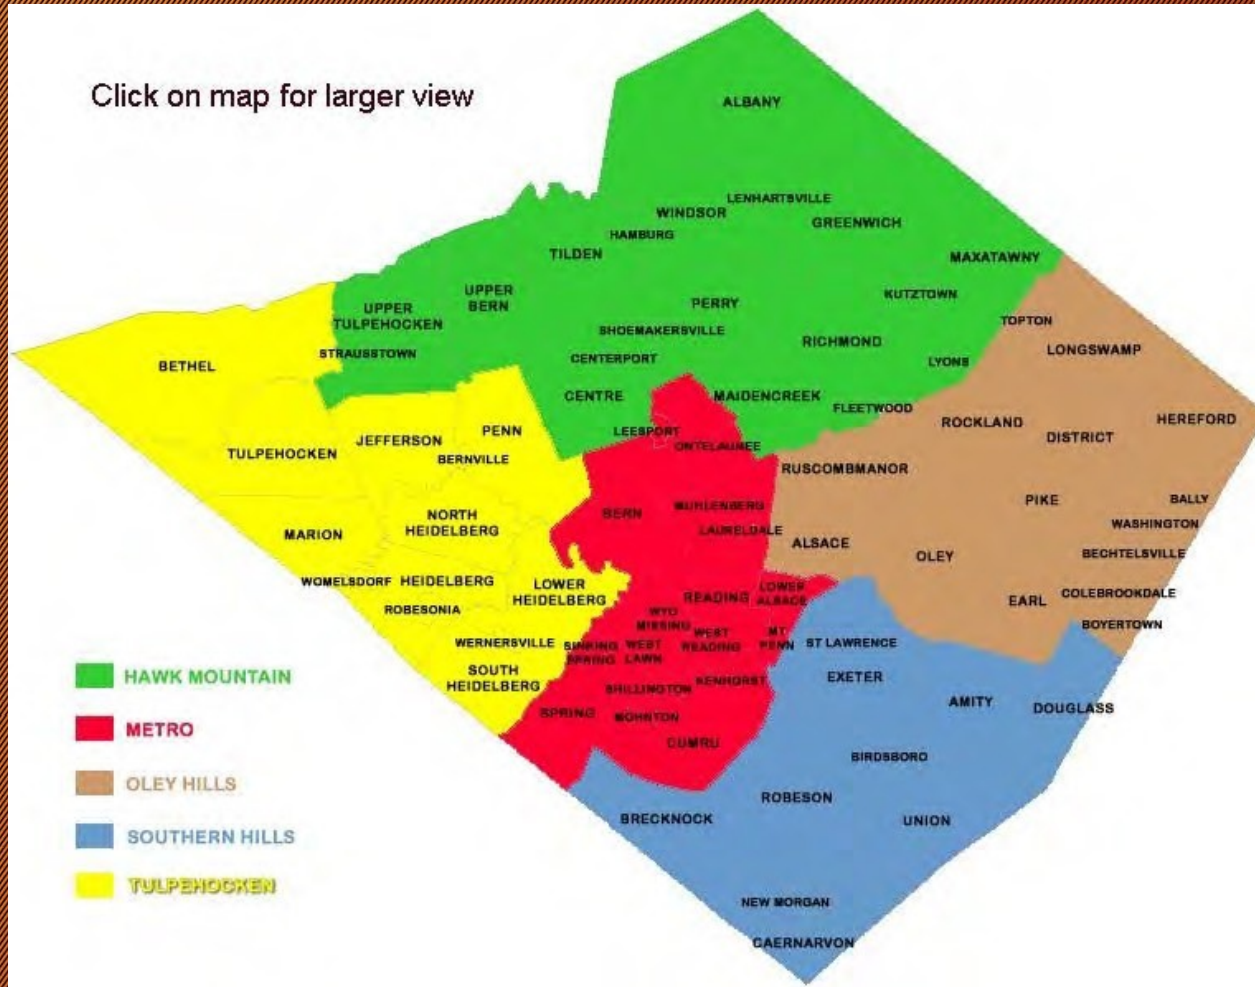 Click on map for larger view
ALBANY
LENHARTSVILLE
WINDSOR
GREENWICH
HAMBURG
TILDEN
MAXATAWNY
UPPER
BERN
KUTZTOWN
UPPER
TULPEHOCKEN
PERRY
TOPTON
SHOEMAKERSVILLE
RICHMOND
LONGSWAMP
STRAUSSTOWN
CENTERPORT
LYONS
BETHEL
CENTRE
MAIDENCREEK
FLEETWOOD
HEREFORD
ROCKLAND
DISTRICT
PENN
LEESPORT
JEFFERSON
ONTELAUNEE
TULPEHOCKEN
BERNVILLE
RUSCOMBMANOR
PIKE
BALLY
MUHLENBERG
BERN
NORTH
HEIDELBERG
WASHINGTON
LAURELDALE
MARION
ALSACE
OLEY
BECHTELSVILLE
WOMELSDORF
HEIDELBERG
LOWER
HEIDELBERG
LOWER
ALSACE
READING
COLEBROOKDALE
EARL
ROBESONIA
WYO
MISSING
BOYERTOWN
WERNERSVILLE
SINKING
SPRING
WEST
LAWN
WEST
READING
MT
PENN
ST LAWRENCE
SOUTH
HEIDELBERG
EXETER
HAWK MOUNTAIN
KENHORST
SHILLINGTON
AMITY
DOUGLASS
SPRING
MOHNTON
METRO
CUMRU
BIRDSBORO
OLEY HILLS
ROBESON
BRECKNOCK
UNION
SOUTHERN HILLS
TULPEHOCKEN
NEW MORGAN
CAERNARVON